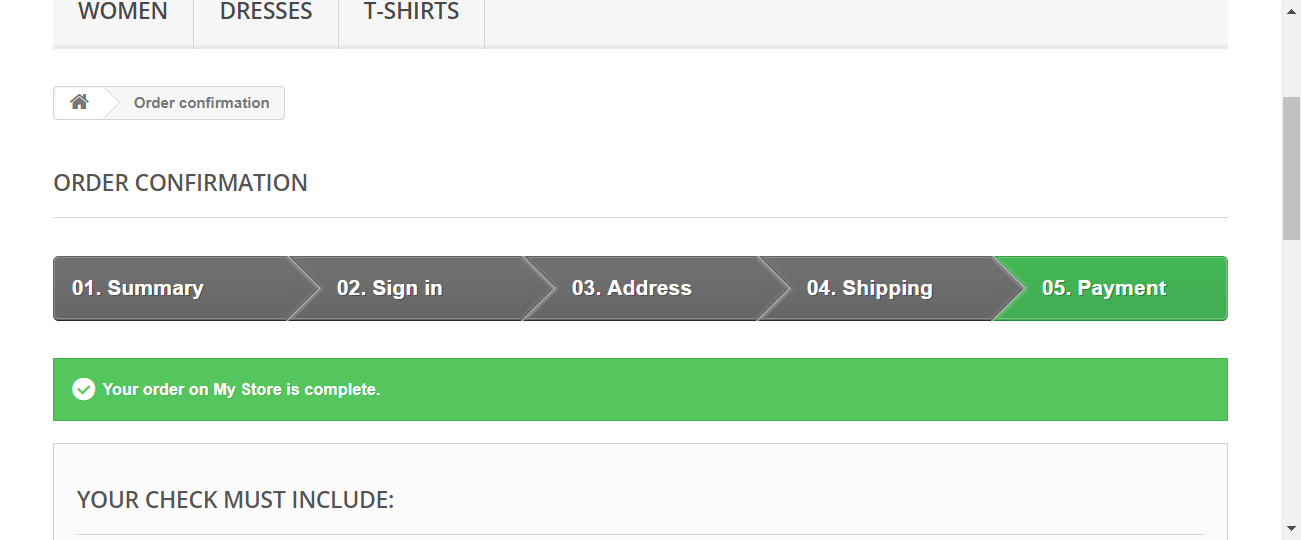 WOMEN DRESSES T-SHIRTS
Order confirmation
ORDER CONFIRMATION
01. Summary 02. Sign in 03. Address 04. Shipping 05. Payment
Your order on My Store is complete.
YOUR CHECK MUST INCLUDE: